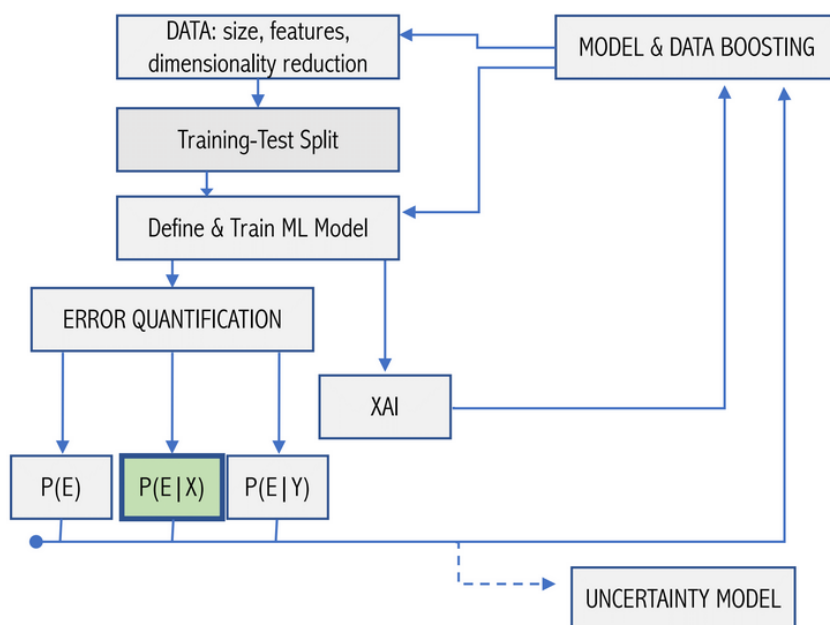 DATA: size, features,
dimensionality reduction
MODEL & DATA BOOSTING
Training-Test Split
Define & Train ML Model
ERROR QUANTIFICATION
XAI
P(E)
P(E|X)
P(E|Y)
UNCERTAINTY MODEL